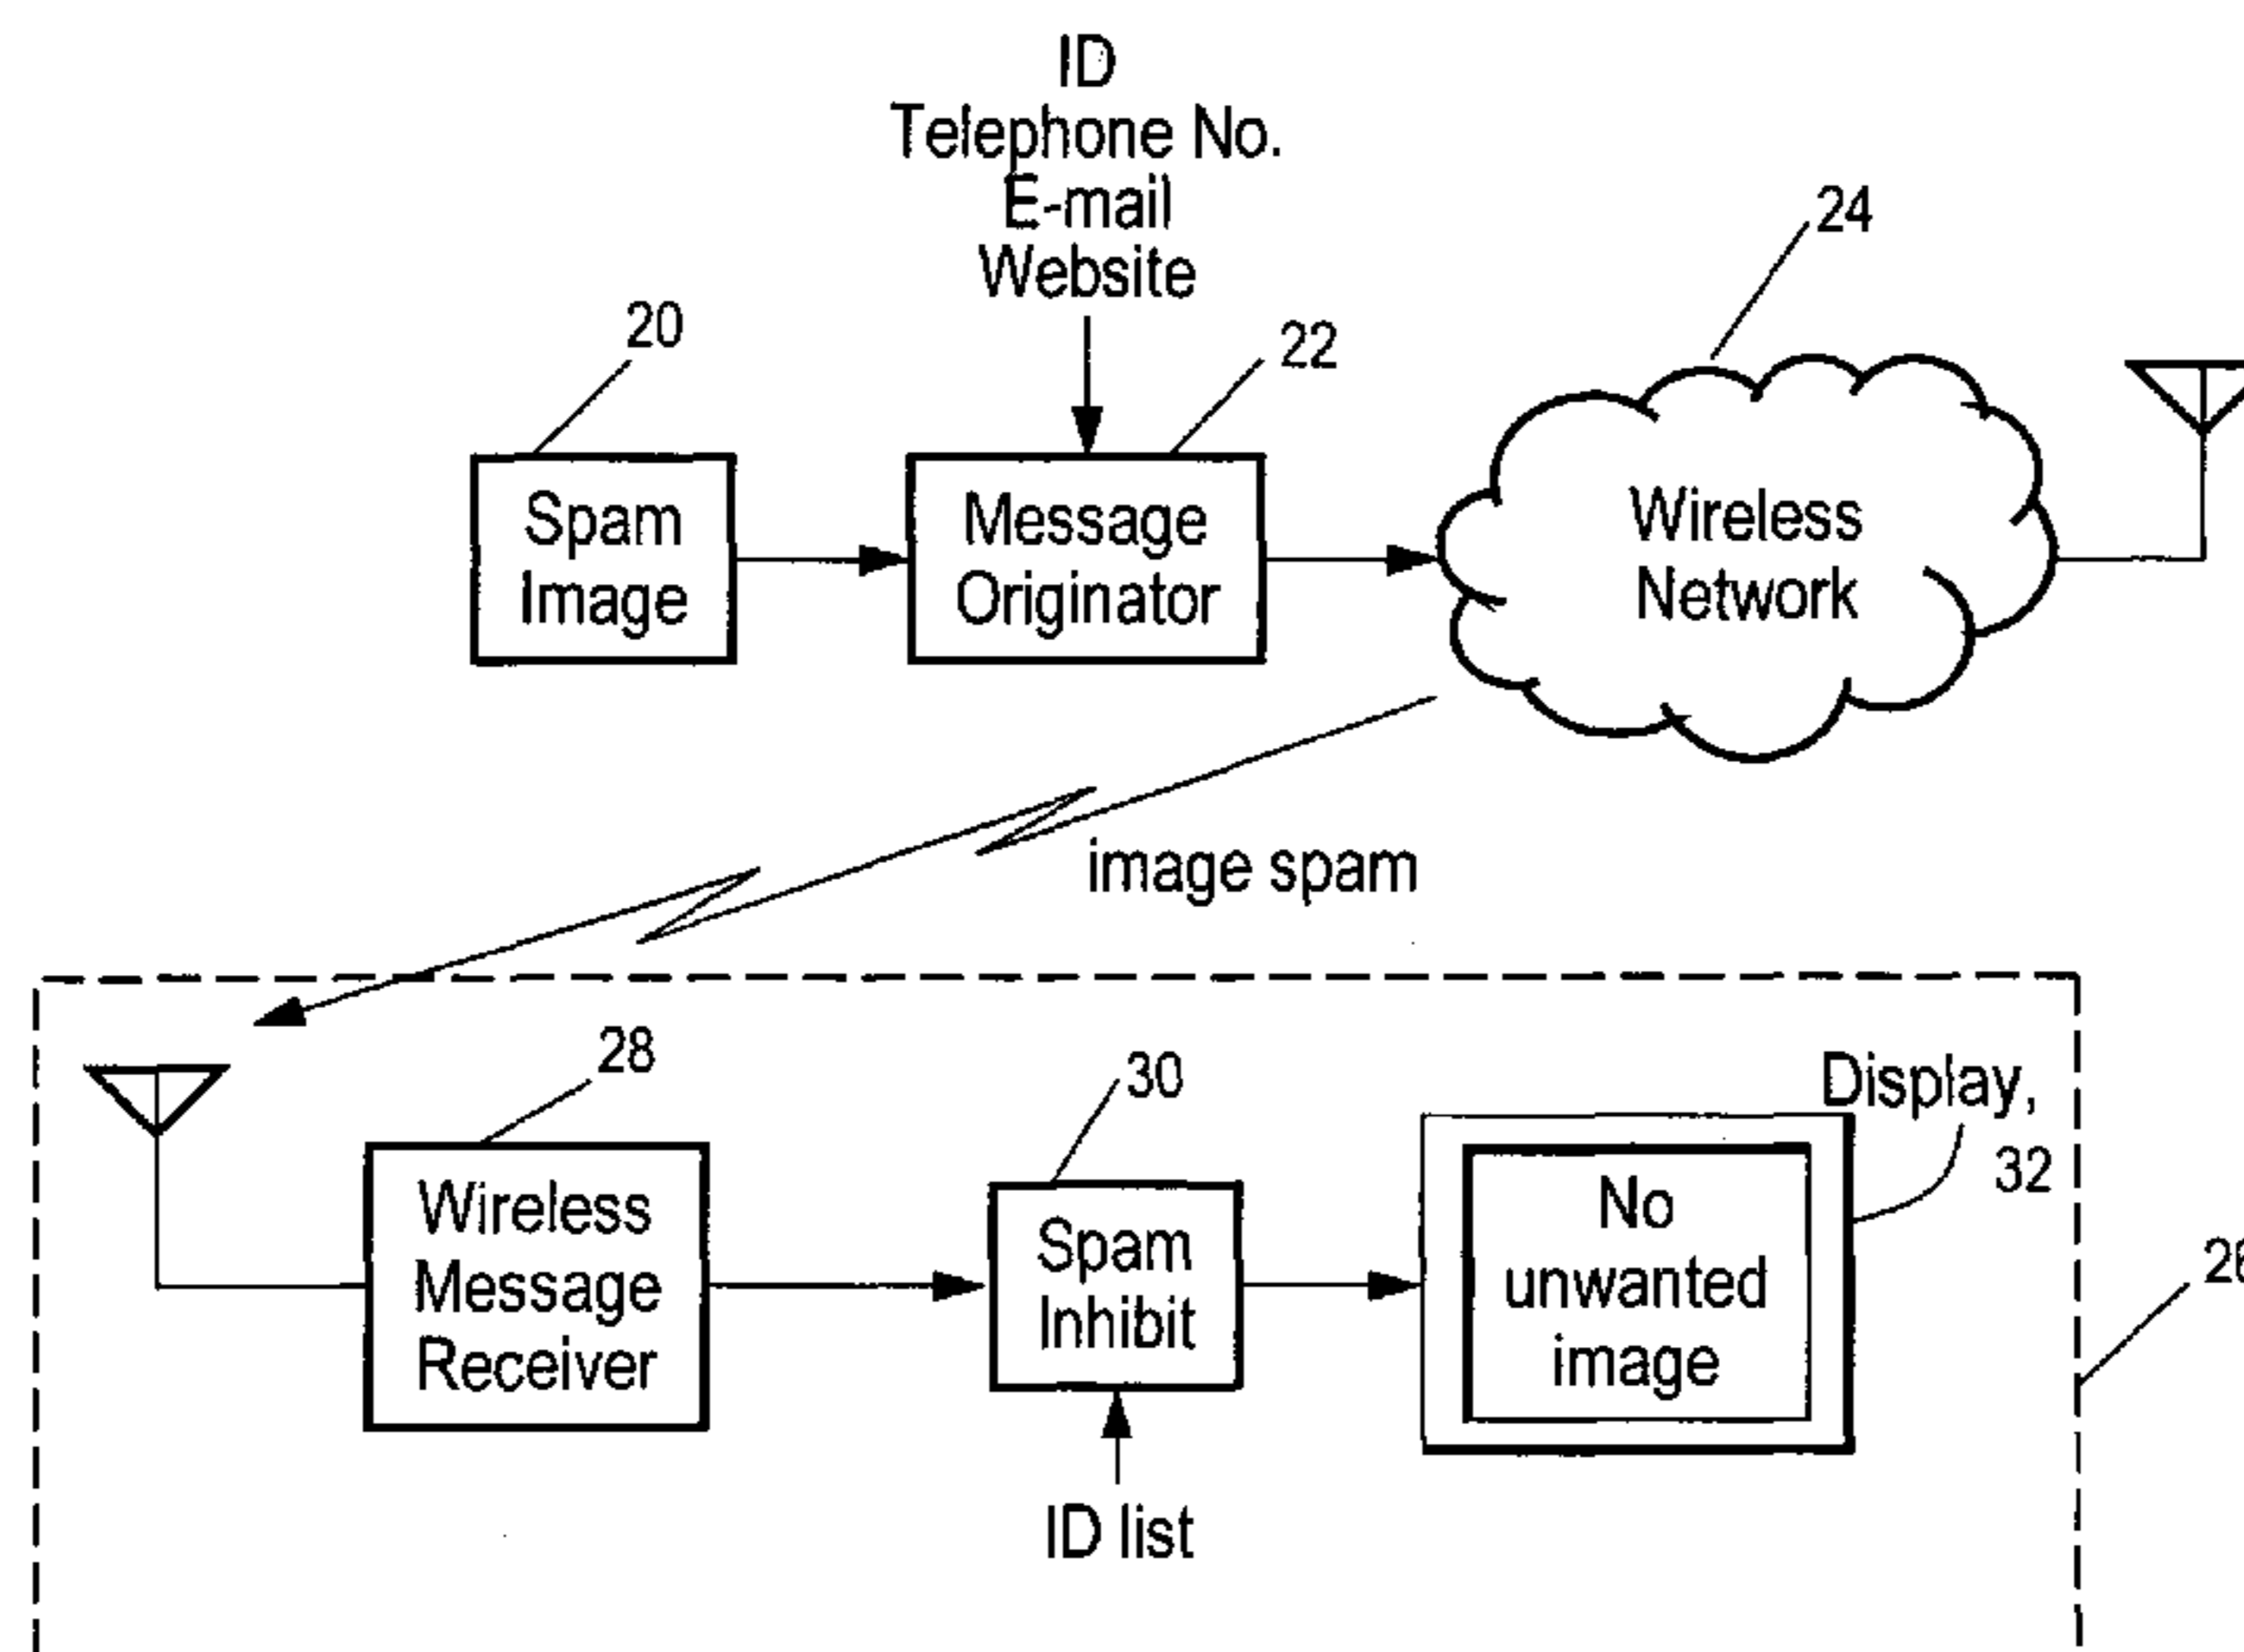 ID
Telephone No.
E-mail
Website
24
20
22
Spam
Image
Message
Originator
Wireless
Network
image spam
28
30
Display,
32
Wireless
Message
Receiver
Spam
Inhibit
No
unwanted
image
26
ID list